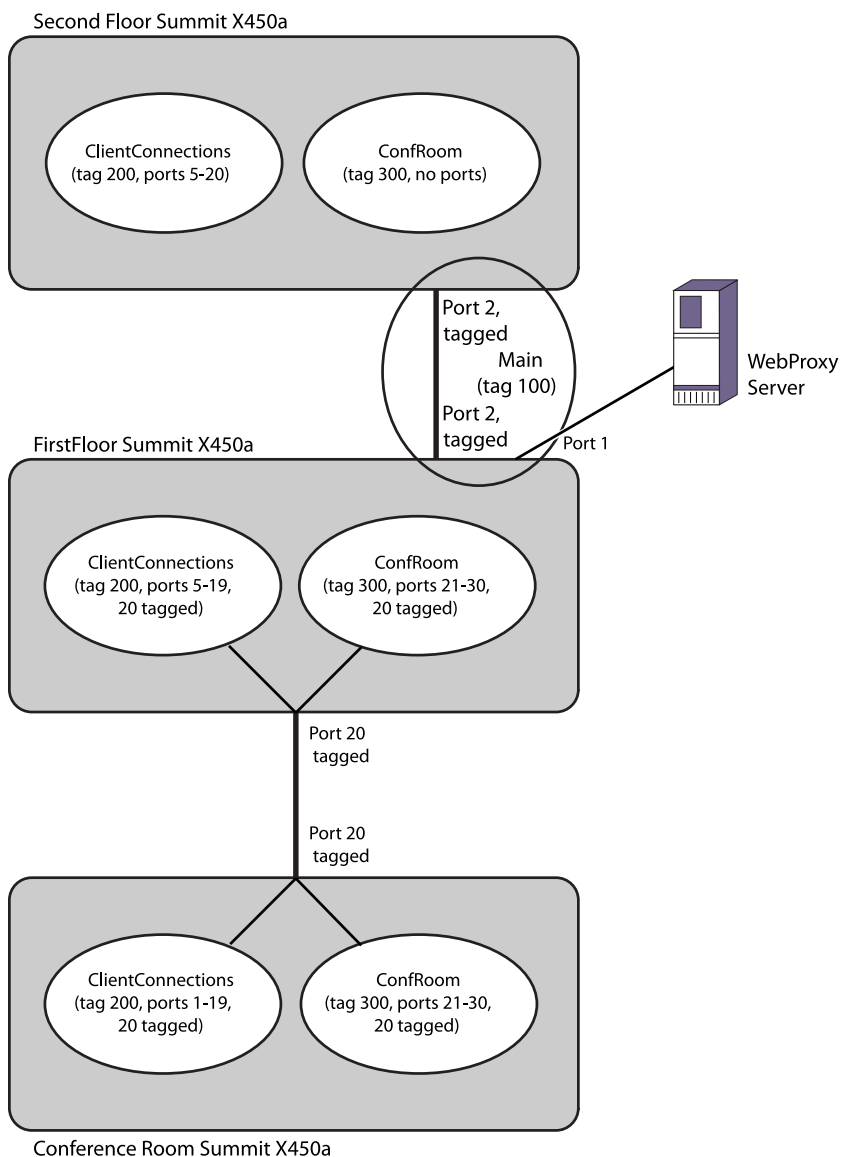 Second Floor Summit X450a
ClientConnections
(tag 200, ports 5-20)
ConfRoom
(tag 300, no ports)
Port 2,
tagged
Main
(tag 100)
Port 2,
tagged
WebProxy
Server
Port 1
FirstFloor Summit X450a
ClientConnections
(tag 200, ports 5-19,
20 tagged)
ConfRoom
(tag 300, ports 21-30,
20 tagged)
Port 20
tagged
Port 20
tagged
ClientConnections
(tag 200, ports 1-19,
20 tagged)
ConfRoom
(tag 300, ports 21-30,
20 tagged)
Conference Room Summit X450a